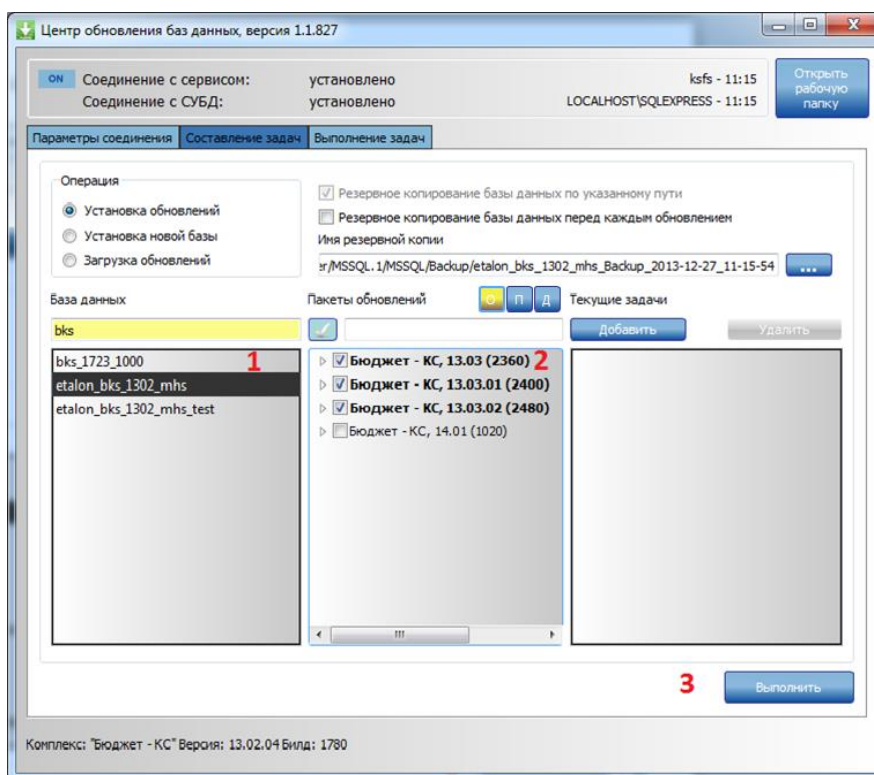 Центр обновления баз данных, версия 1.1.827
ON Соединение с сервисом: установлено ksfs - 11:15
Соединение с СУБД: установлено LOCALHOST\SQLEXPRESS - 11:15
Открыть рабочую папку
Параметры соединения Составление задач Выполнение задач
Операция
Установка обновлений
Установка новой базы
Загрузка обновлений
Резервное копирование базы данных по указанному пути
Резервное копирование базы данных перед каждым обновлением
Имя резервной копии
er/MSSQL.1/MSSQL/Backup/etalon_bks_1302_mhs_Backup_2013-12-27_11-15-54 ...
База данных
bks
bks_1723_1000 1
etalon_bks_1302_mhs
etalon_bks_1302_mhs_test
Пакеты обновлений О П Д
Бюджет - КС, 13.03 (2360) 2
Бюджет - КС, 13.03.01 (2400)
Бюджет - КС, 13.03.02 (2480)
Бюджет - КС, 14.01 (1020)
Текущие задачи
Добавить Удалить
3 Выполнить
Комплекс: "Бюджет - КС" Версия: 13.02.04 Билд: 1780